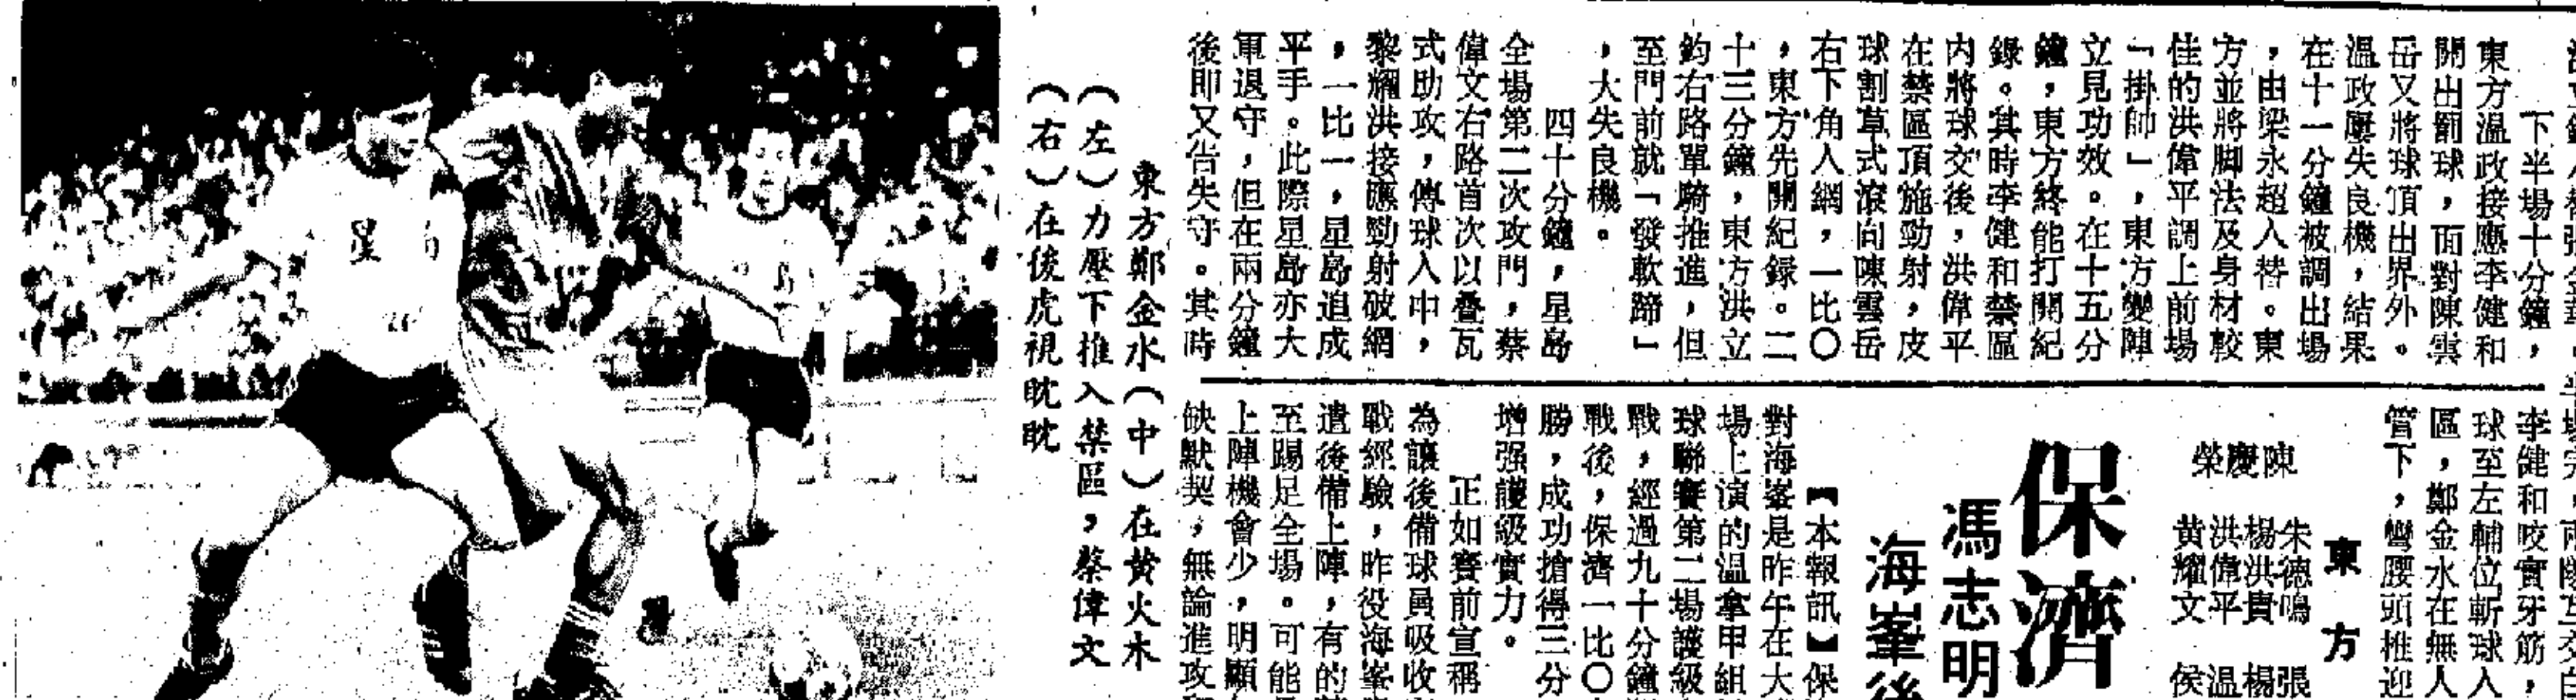 下半場十分鐘，
東方溫政接應李健和
開出罰球，面對陳雲
岳又將球頂出界外。
溫政屢失良機，結果
在十一分鐘被調出場
，由梁永超入替。東
方並將脚法及身材較
佳的洪偉平調上前場
「掛帥」，東方變陣
立見功效。在十五分
鐘，東方終能打開紀
錄。其時李健和禁區
內將球交後，洪偉平
在禁區頂施勁射，皮
球割草式滾向陳雲岳
右下角入網，一比〇
，東方先開紀録。二
十三分鐘，東方洪立
鈞右路單騎推進，但
至門前就「發軟蹄」
，大失良機。
四十分鐘，星島
全場第二次攻門，蔡
偉文右路首次以疊瓦
式助攻，傳球入中，
黎耀洪接應勁射破網
，一比一，星島追成
平手。此際星島亦大
軍退守，但在兩分鐘
後即又告失守。其時
東方鄭金水（中）在黃火木
（左）力壓下推入禁區，蔡偉文
（右）在後虎視眈眈
李健和咬實牙筋，
球至左輔位斬球入
區，鄭金水在無人
管下，彎腰頭推迎
東方
朱德鳴 張
楊洪貴 楊
洪偉平 溫
黃耀文 侯
陳慶榮
保濟
馮志明
海峯後
【本報訊】保
對海峯是昨午在大
場上演的温拿甲組
球聯賽第二場護級
戰，經過九十分鐘
戰後，保濟一比〇
勝，成功搶得三分
增强護級實力。
正如賽前宣稱
為讓後備球員吸收
戰經驗，昨役海峯
遣後備上陣，有的
至踢足全場。可能
上陣機會少，明顯
缺默契，無論進攻